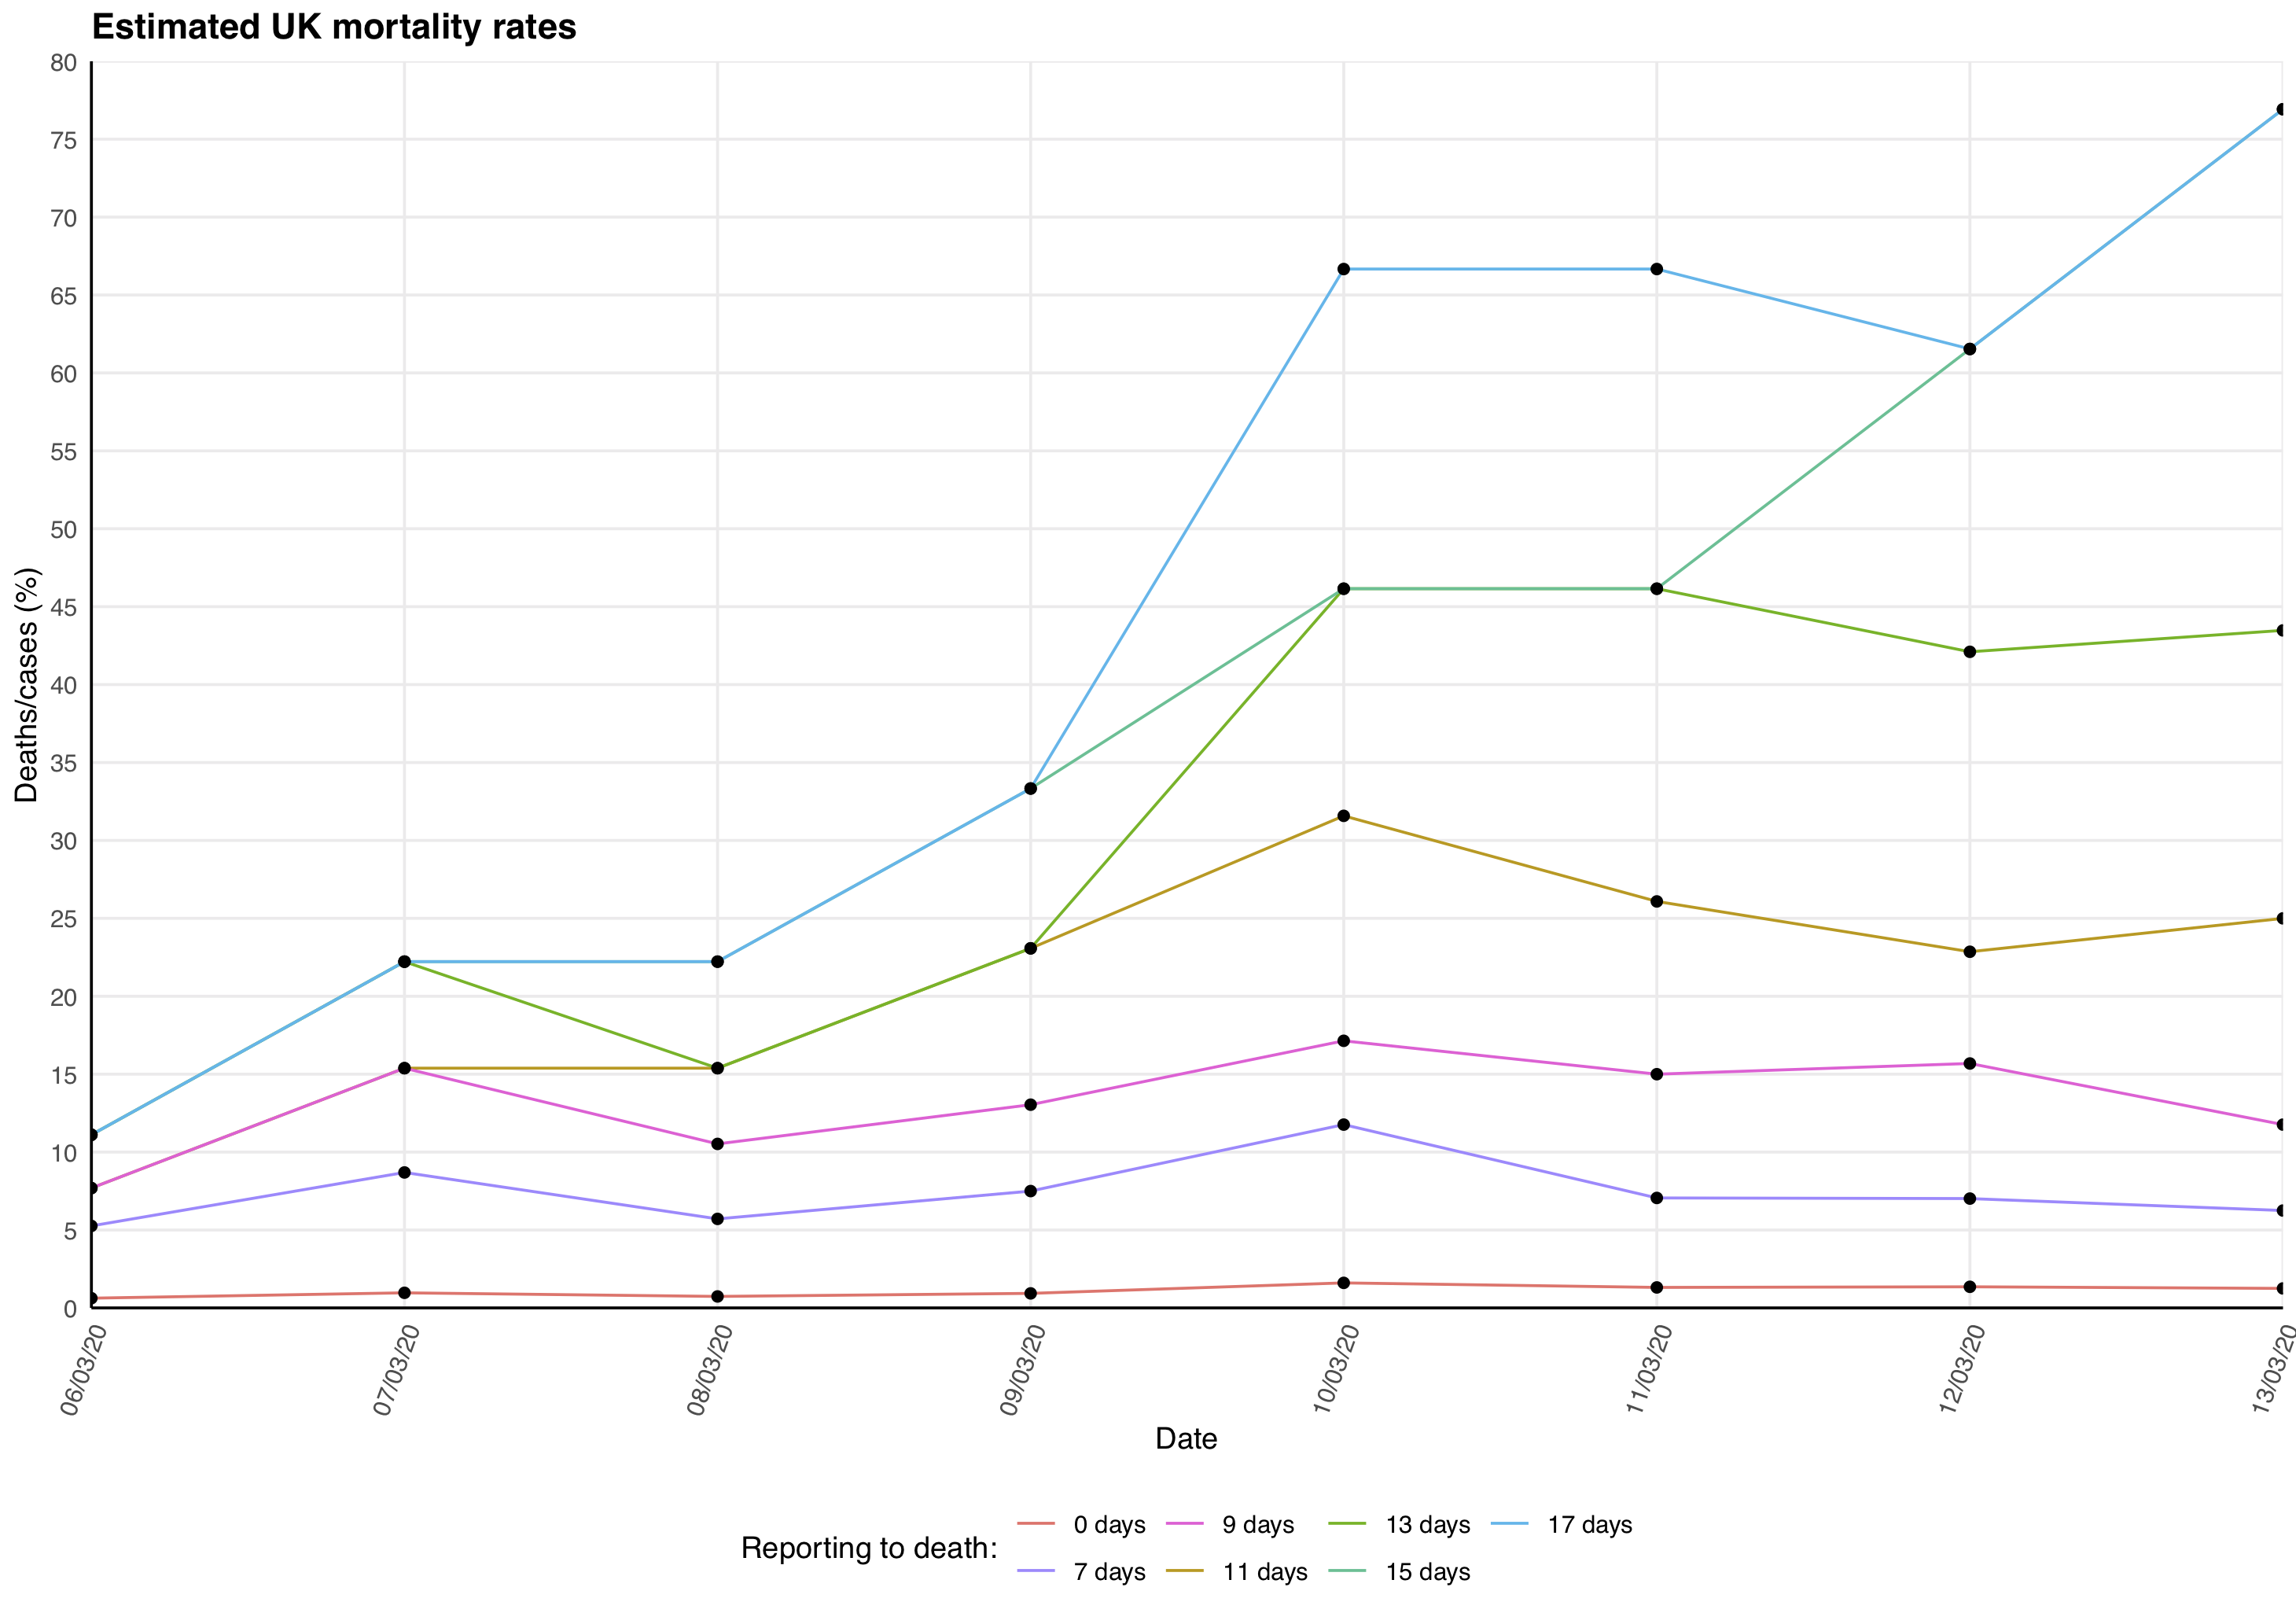 Estimated UK mortality rates
80
75
70
65
60
55
50
45
40
35
30
25
20
15
10
5
0
Deaths/cases (%)
06/03/20 07/03/20 08/03/20 09/03/20 10/03/20 11/03/20 12/03/20 13/03/20
Date
Reporting to death:
0 days 9 days 13 days 17 days
7 days 11 days 15 days